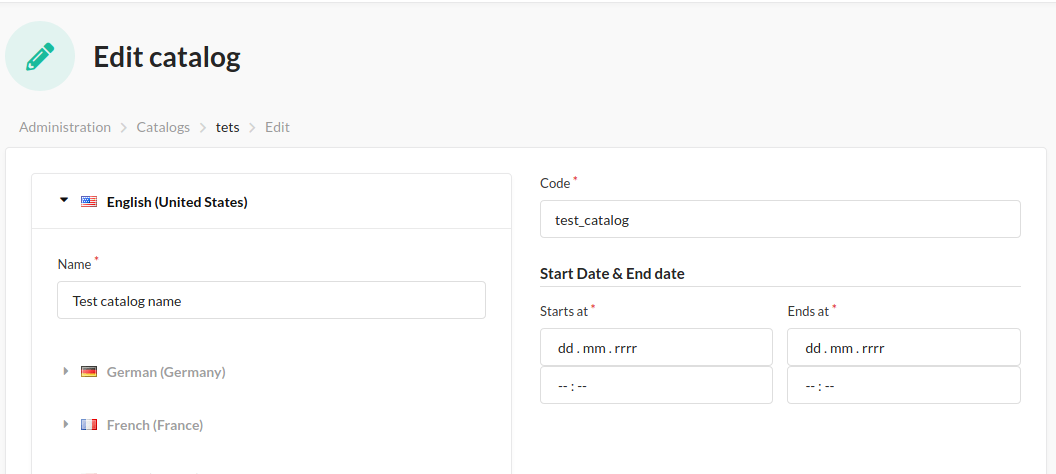 Edit catalog
Administration > Catalogs > tets > Edit
English (United States)
Name *
Test catalog name
German (Germany)
French (France)
Code *
test_catalog
Start Date & End date
Starts at * Ends at *
dd . mm . rrrr dd . mm . rrrr
-- : -- -- : --